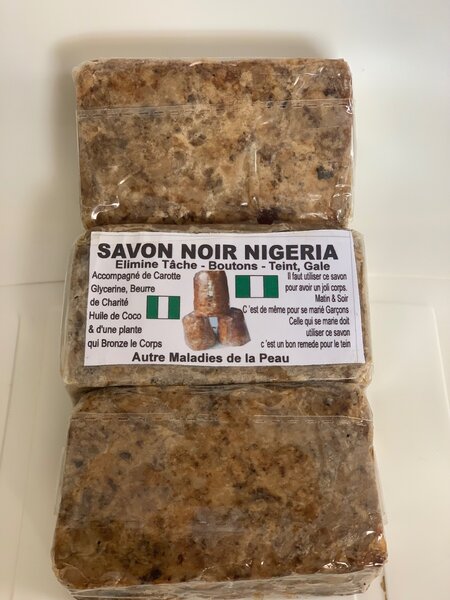 SAVON NOIR NIGERIA
Elimine Tâche - Boutons - Teint, Gale
Accompagné de Carotte
Glycerine, Beurre
de Charité
Huile de Coco
& d'une plante
qui Bronze le Corps
Il faut utiliser ce savon
pour avoir un joli corps.
Matin & Soir
C'est de même pour se marié Garçons
Celle qui se marie doit
utiliser ce savon
c'est un bon remede pour le tein
Autre Maladies de la Peau